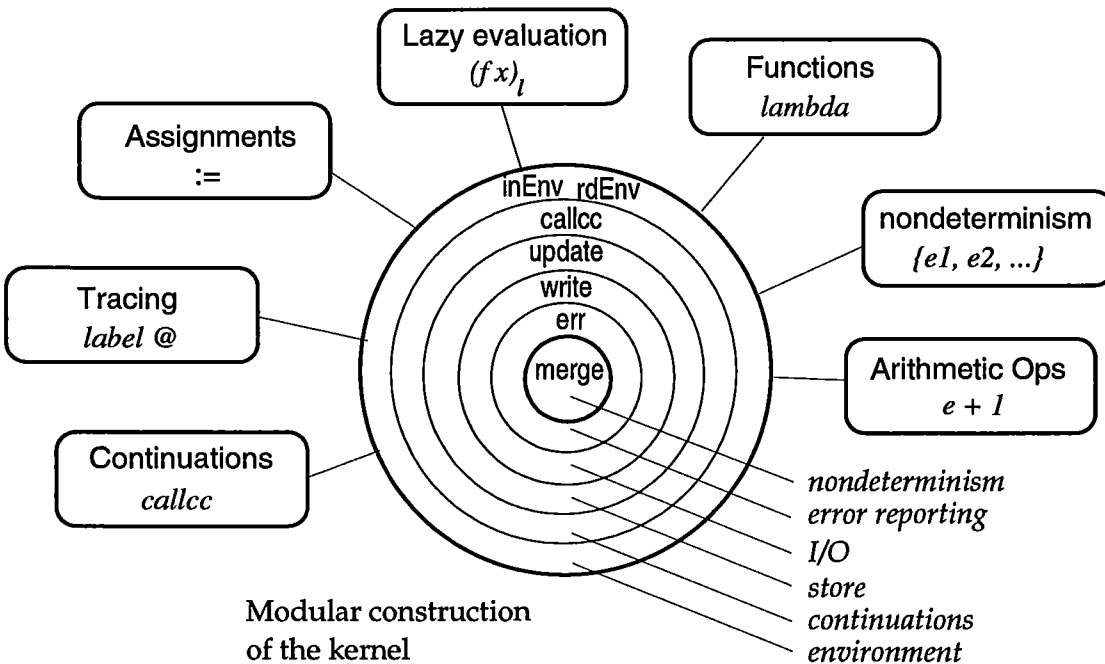 Lazy evaluation
(f x)l
Functions
lambda
Assignments
:=
inEnv rdEnv
callcc
update
write
err
merge
nondeterminism
{e1, e2, ...}
Tracing
label @
Arithmetic Ops
e + 1
Continuations
callcc
nondeterminism
error reporting
I/O
store
continuations
environment
Modular construction
of the kernel